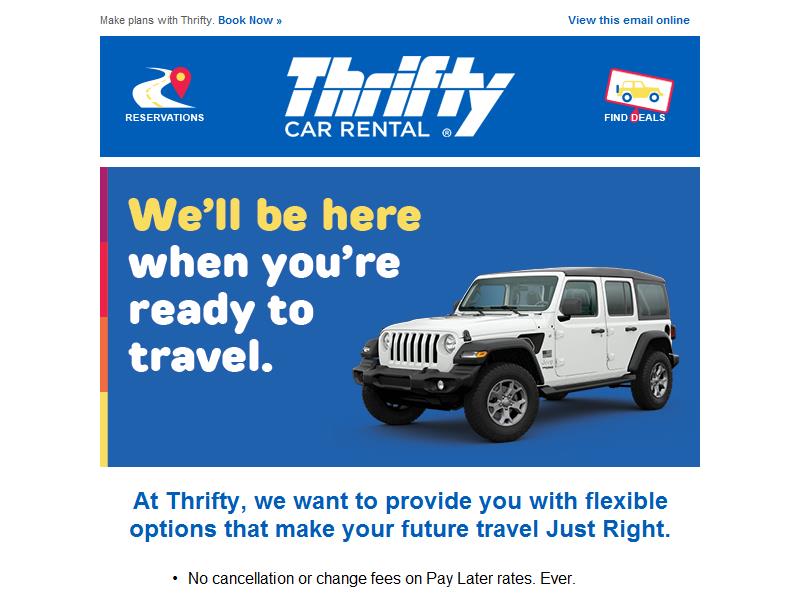 Make plans with Thrifty. Book Now »
View this email online
RESERVATIONS
Thrifty
CAR RENTAL ®
FIND DEALS
We'll be here
when you're
ready to
travel.
At Thrifty, we want to provide you with flexible
options that make your future travel Just Right.
• No cancellation or change fees on Pay Later rates. Ever.